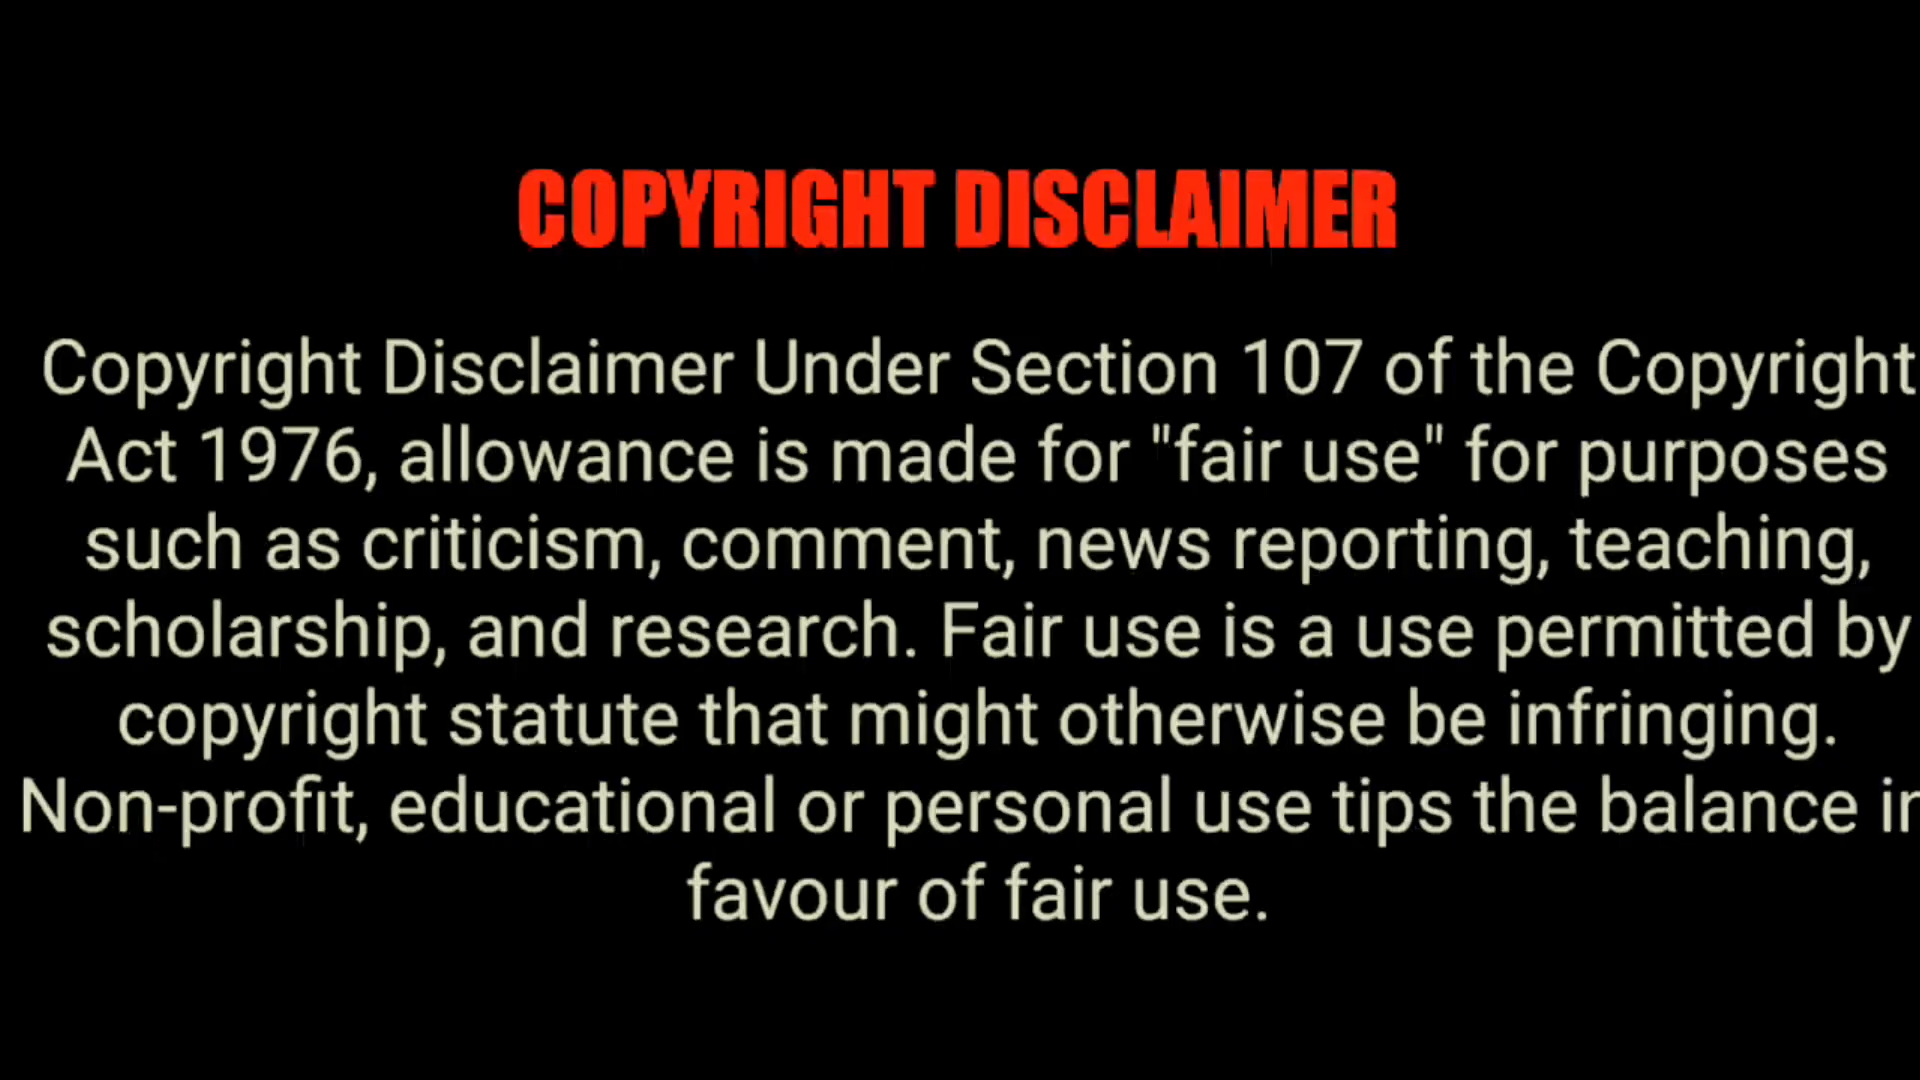 COPYRIGHT DISCLAIMER
Copyright Disclaimer Under Section 107 of the Copyright
Act 1976, allowance is made for "fair use" for purposes
such as criticism, comment, news reporting, teaching,
scholarship, and research. Fair use is a use permitted by
copyright statute that might otherwise be infringing.
Non-profit, educational or personal use tips the balance in
favour of fair use.